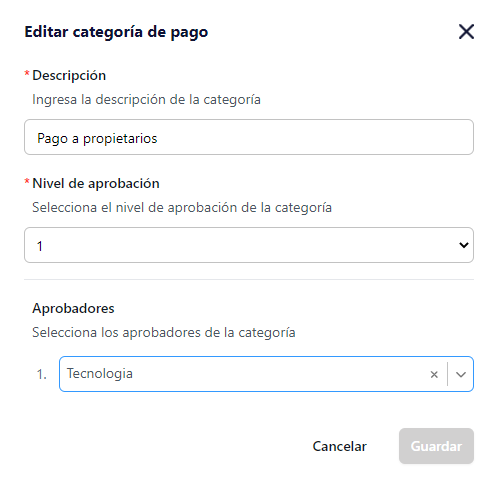 Editar categoría de pago
* Descripción
Ingresa la descripción de la categoría
Pago a propietarios
* Nivel de aprobación
Selecciona el nivel de aprobación de la categoría
1
Aprobadores
Selecciona los aprobadores de la categoría
1. Tecnologia
Cancelar Guardar